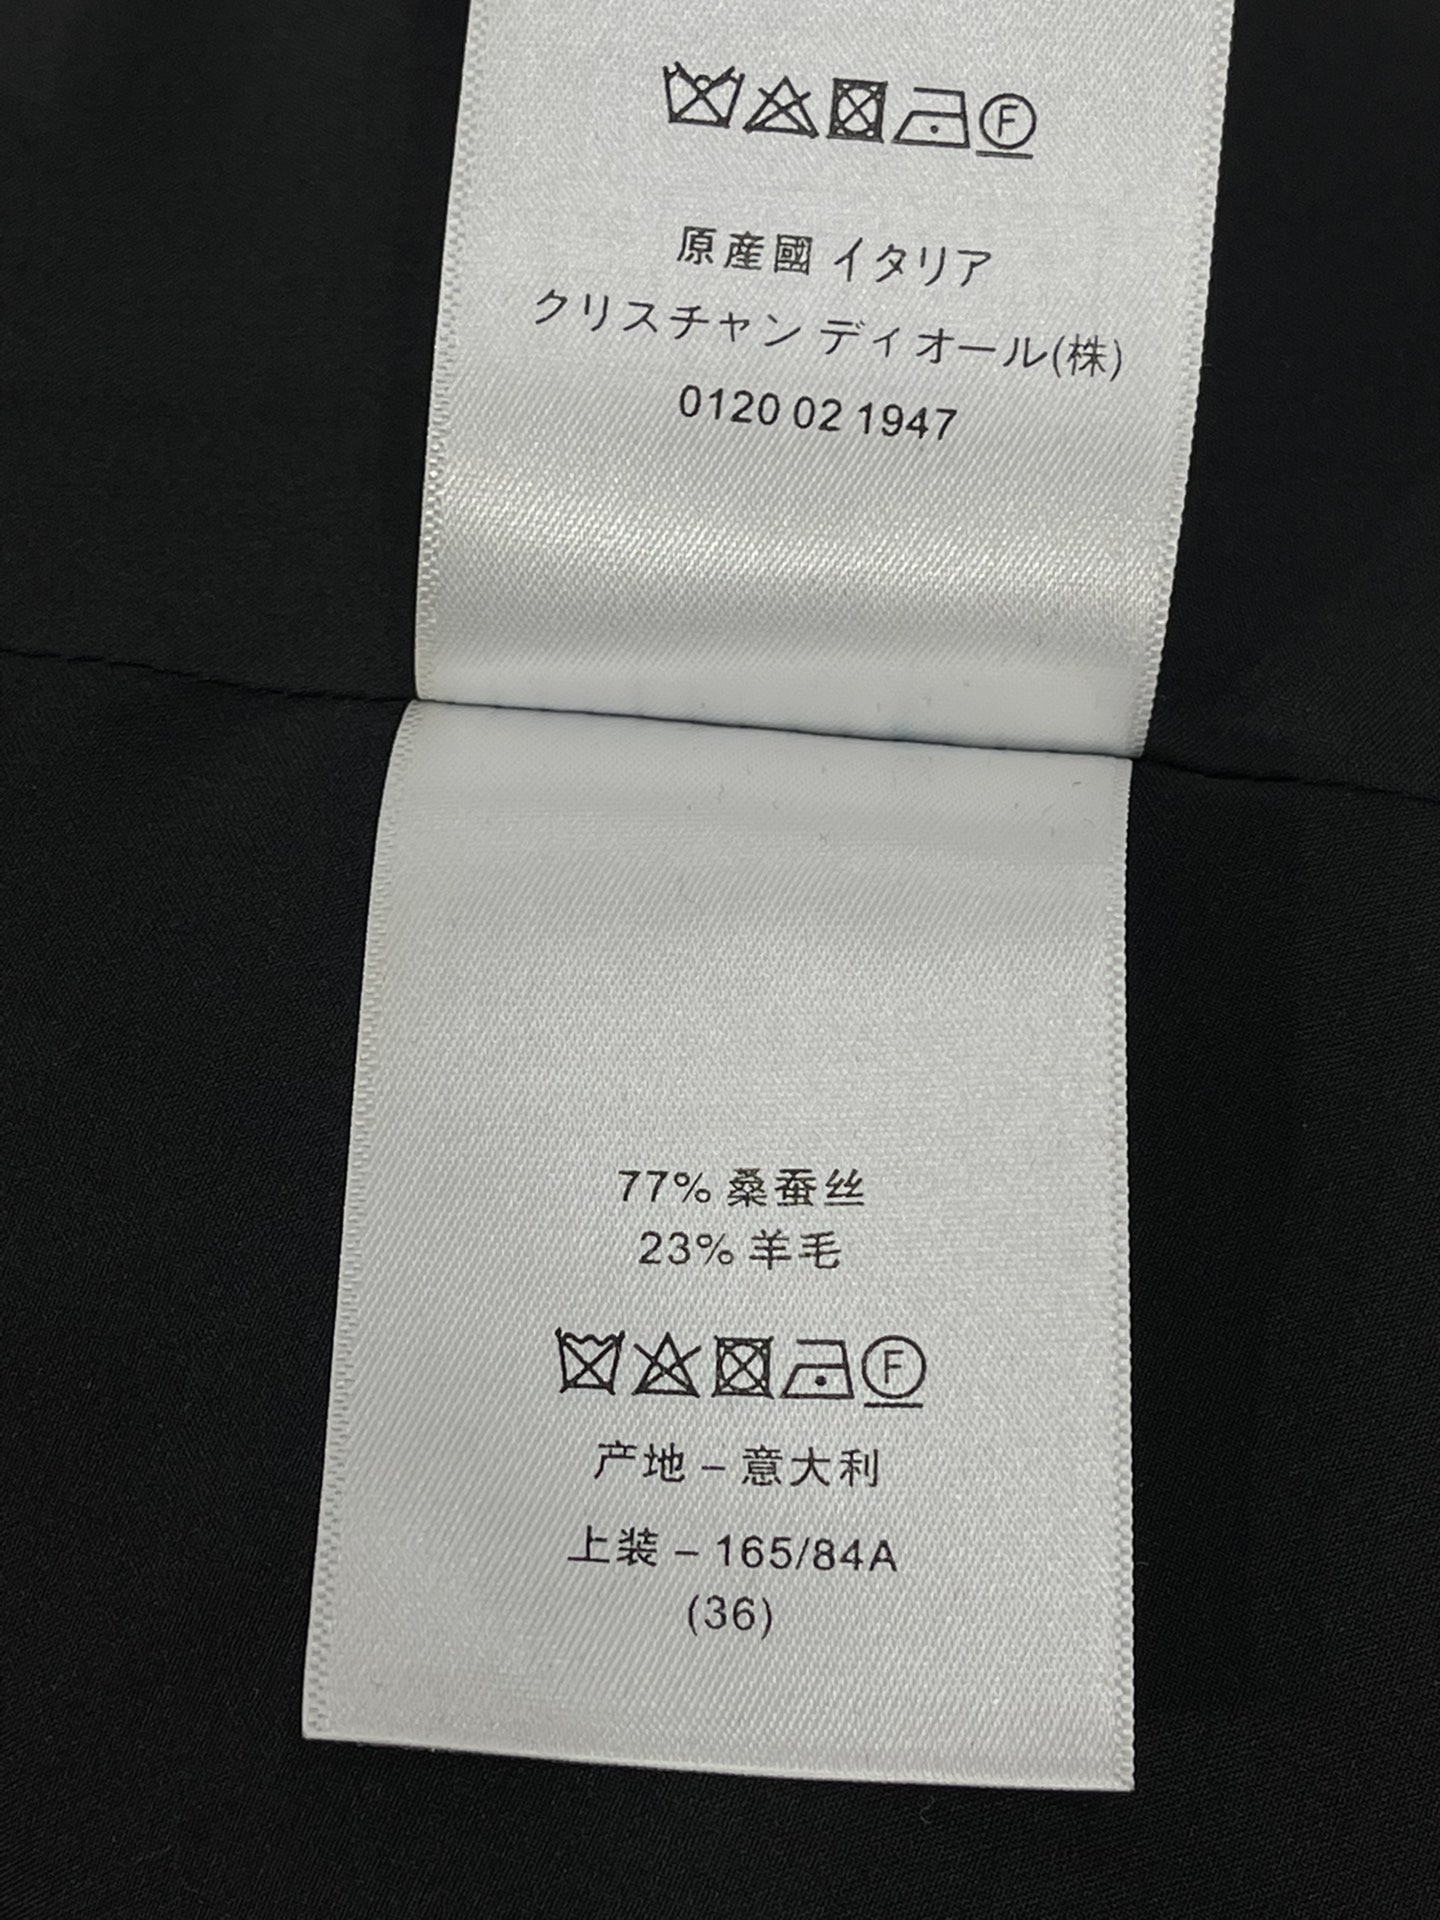 F
原産國 イタリア
クリスチャン ディオール(株)
0120 02 1947
77% 桑蚕丝
23% 羊毛
F
产地 – 意大利
上装 – 165/84A
(36)